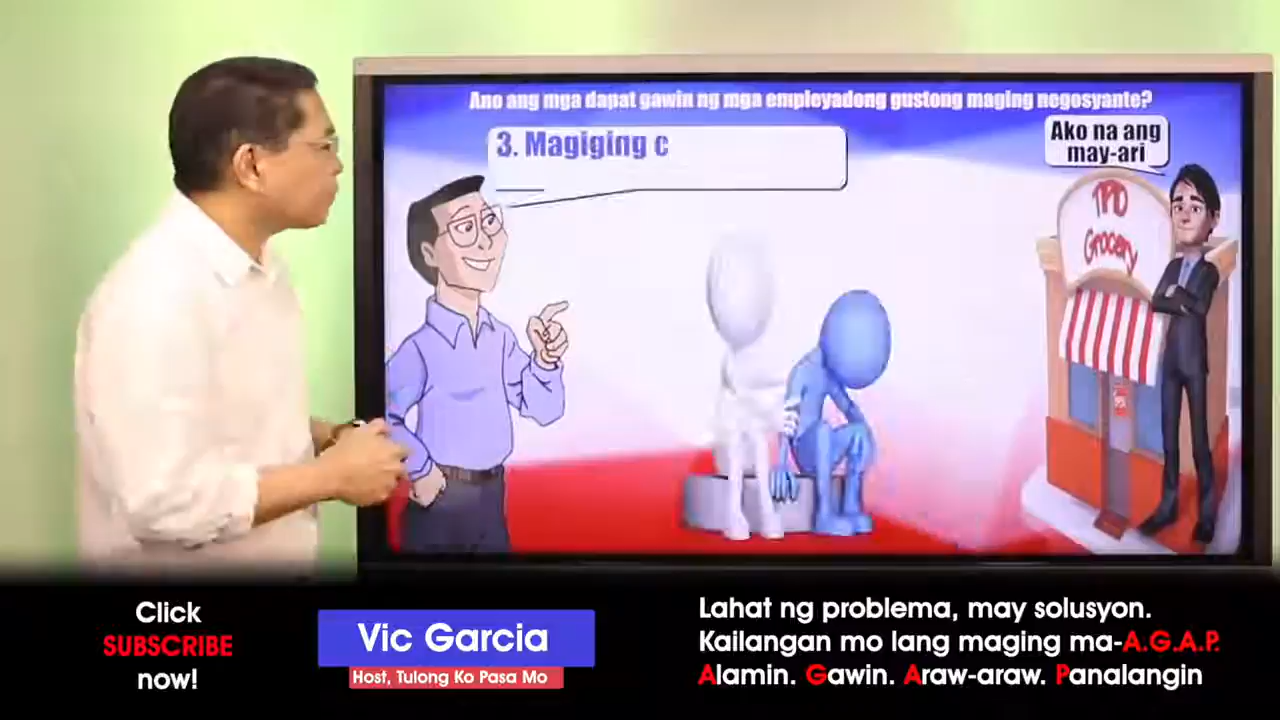 Ano ang mga dapat gawin ng mga empleyadong gustong maging negosyante?
3. Magiging c
Ako na ang
may-ari
TPID
Grocery
Click
SUBSCRIBE
now!
Vic Garcia
Host, Tulong Ko Pasa Mo
Lahat ng problema, may solusyon.
Kailangan mo lang maging ma-A.G.A.P.
Alamin. Gawin. Araw-araw. Panalangin